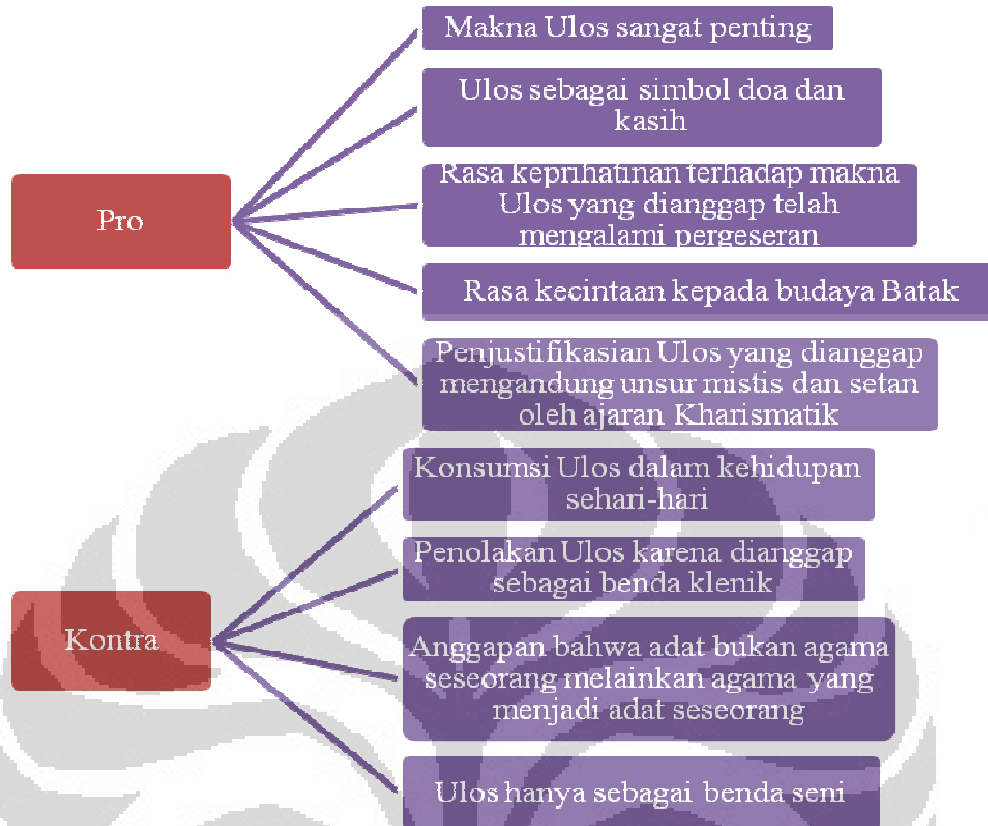 Pro
Makna Ulos sangat penting
Ulos sebagai simbol doa dan
kasih
Rasa keprihatinan terhadap makna
Ulos yang dianggap telah
mengalami pergeseran
Rasa kecintaan kepada budaya Batak
Penjustifikasian Ulos yang dianggap
mengandung unsur mistis dan setan
oleh ajaran Kharismatik
Kontra
Konsumsi Ulos dalam kehidupan
sehari-hari
Penolakan Ulos karena dianggap
sebagai benda klenik
Anggapan bahwa adat bukan agama
seseorang melainkan agama yang
menjadi adat seseorang
Ulos hanya sebagai benda seni